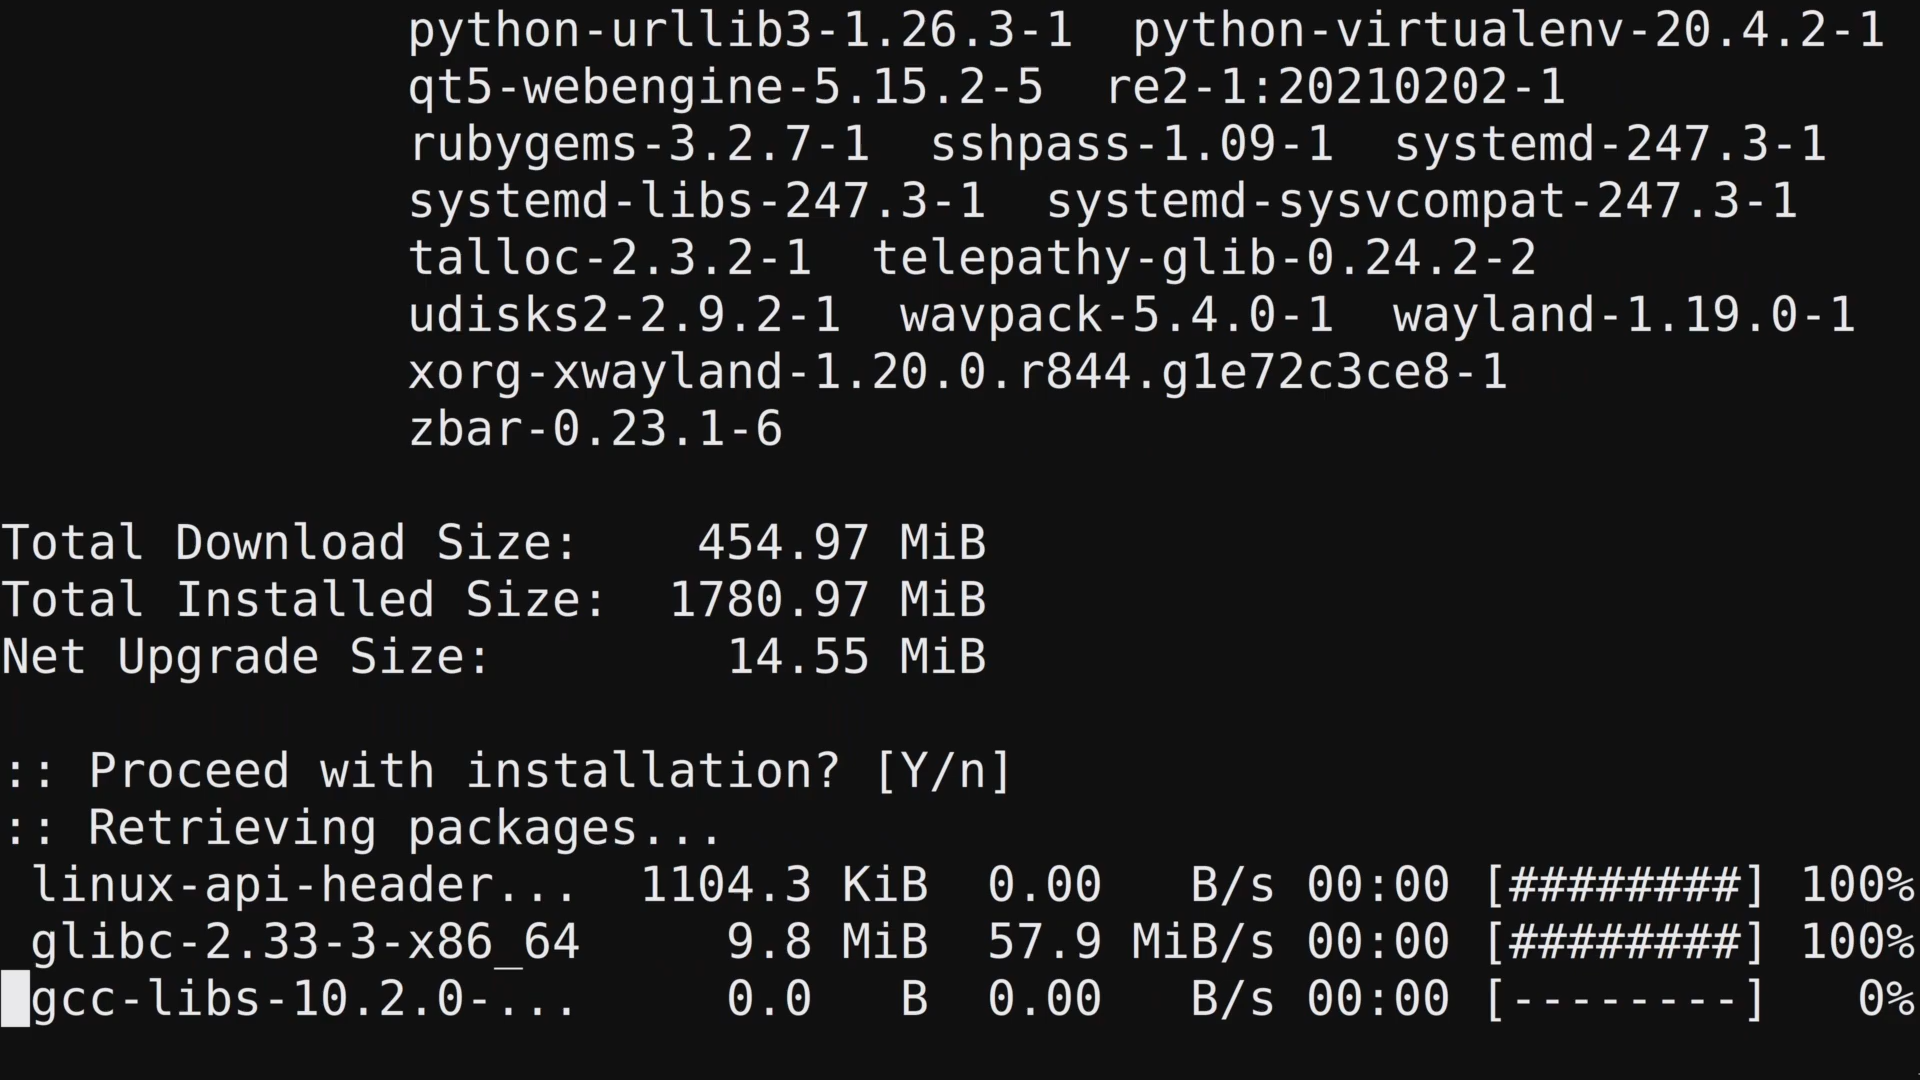 python-urllib3-1.26.3-1  python-virtualenv-20.4.2-1
qt5-webengine-5.15.2-5  re2-1:20210202-1
rubygems-3.2.7-1  sshpass-1.09-1  systemd-247.3-1
systemd-libs-247.3-1  systemd-sysvcompat-247.3-1
talloc-2.3.2-1  telepathy-glib-0.24.2-2
udisks2-2.9.2-1  wavpack-5.4.0-1  wayland-1.19.0-1
xorg-xwayland-1.20.0.r844.g1e72c3ce8-1
zbar-0.23.1-6
Total Download Size:    454.97 MiB
Total Installed Size:  1780.97 MiB
Net Upgrade Size:        14.55 MiB
:: Proceed with installation? [Y/n]
:: Retrieving packages...
linux-api-header...  1104.3 KiB  0.00   B/s 00:00 [########] 100%
glibc-2.33-3-x86_64     9.8 MiB  57.9 MiB/s 00:00 [########] 100%
gcc-libs-10.2.0-...     0.0   B  0.00   B/s 00:00 [--------]   0%